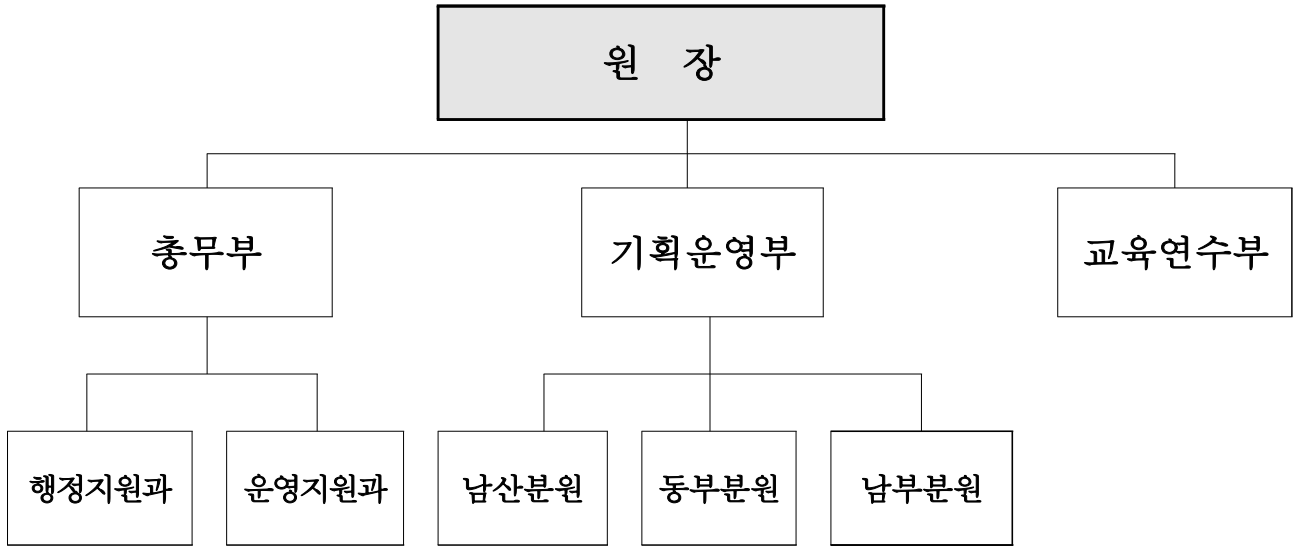 원 장
총무부
기획운영부
교육연수부
행정지원과
운영지원과
남산분원
동부분원
남부분원